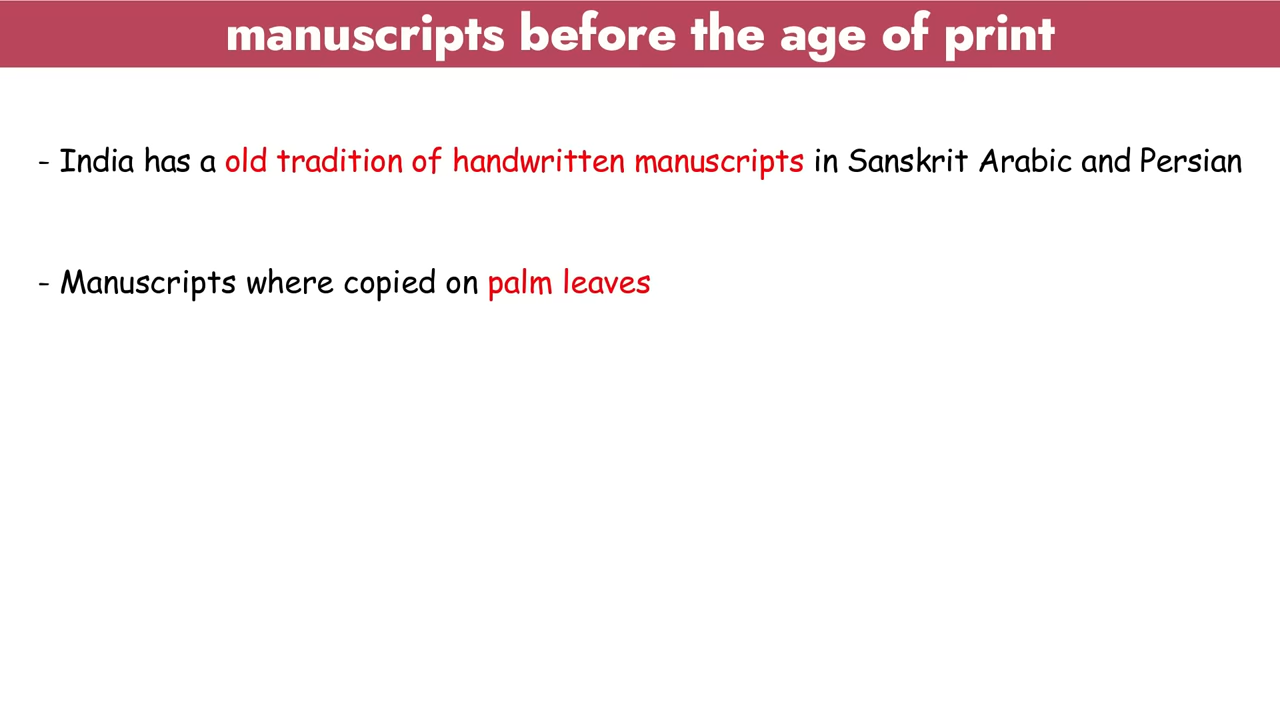 manuscripts before the age of print
- India has a old tradition of handwritten manuscripts in Sanskrit Arabic and Persian
- Manuscripts where copied on palm leaves